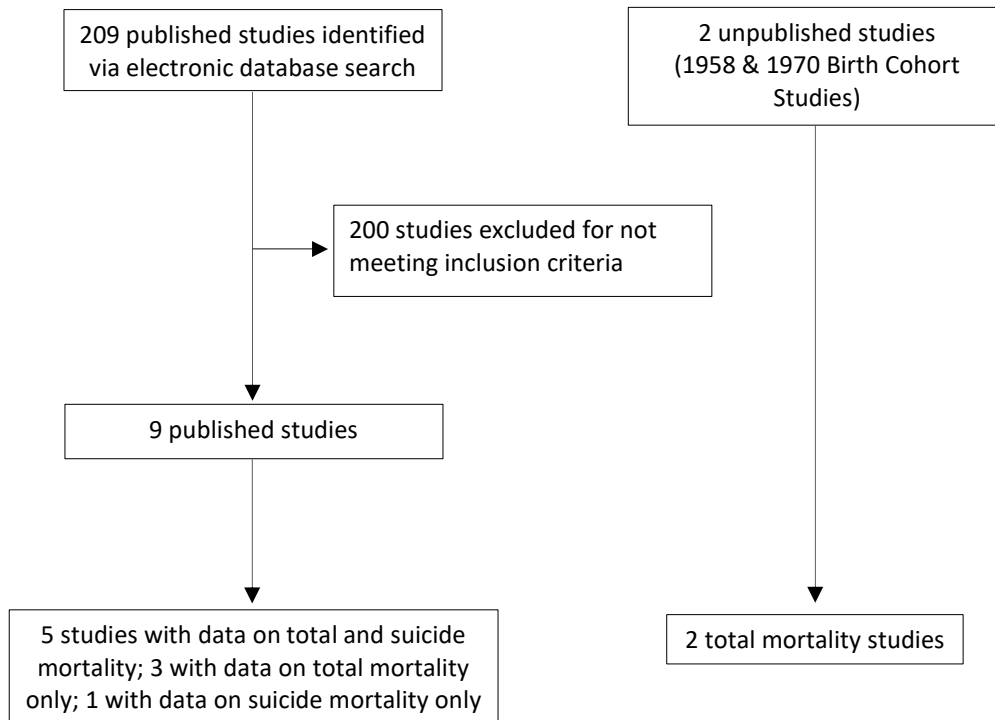 209 published studies identified
via electronic database search
2 unpublished studies
(1958 & 1970 Birth Cohort
Studies)
200 studies excluded for not
meeting inclusion criteria
9 published studies
5 studies with data on total and suicide
mortality; 3 with data on total mortality
only; 1 with data on suicide mortality only
2 total mortality studies